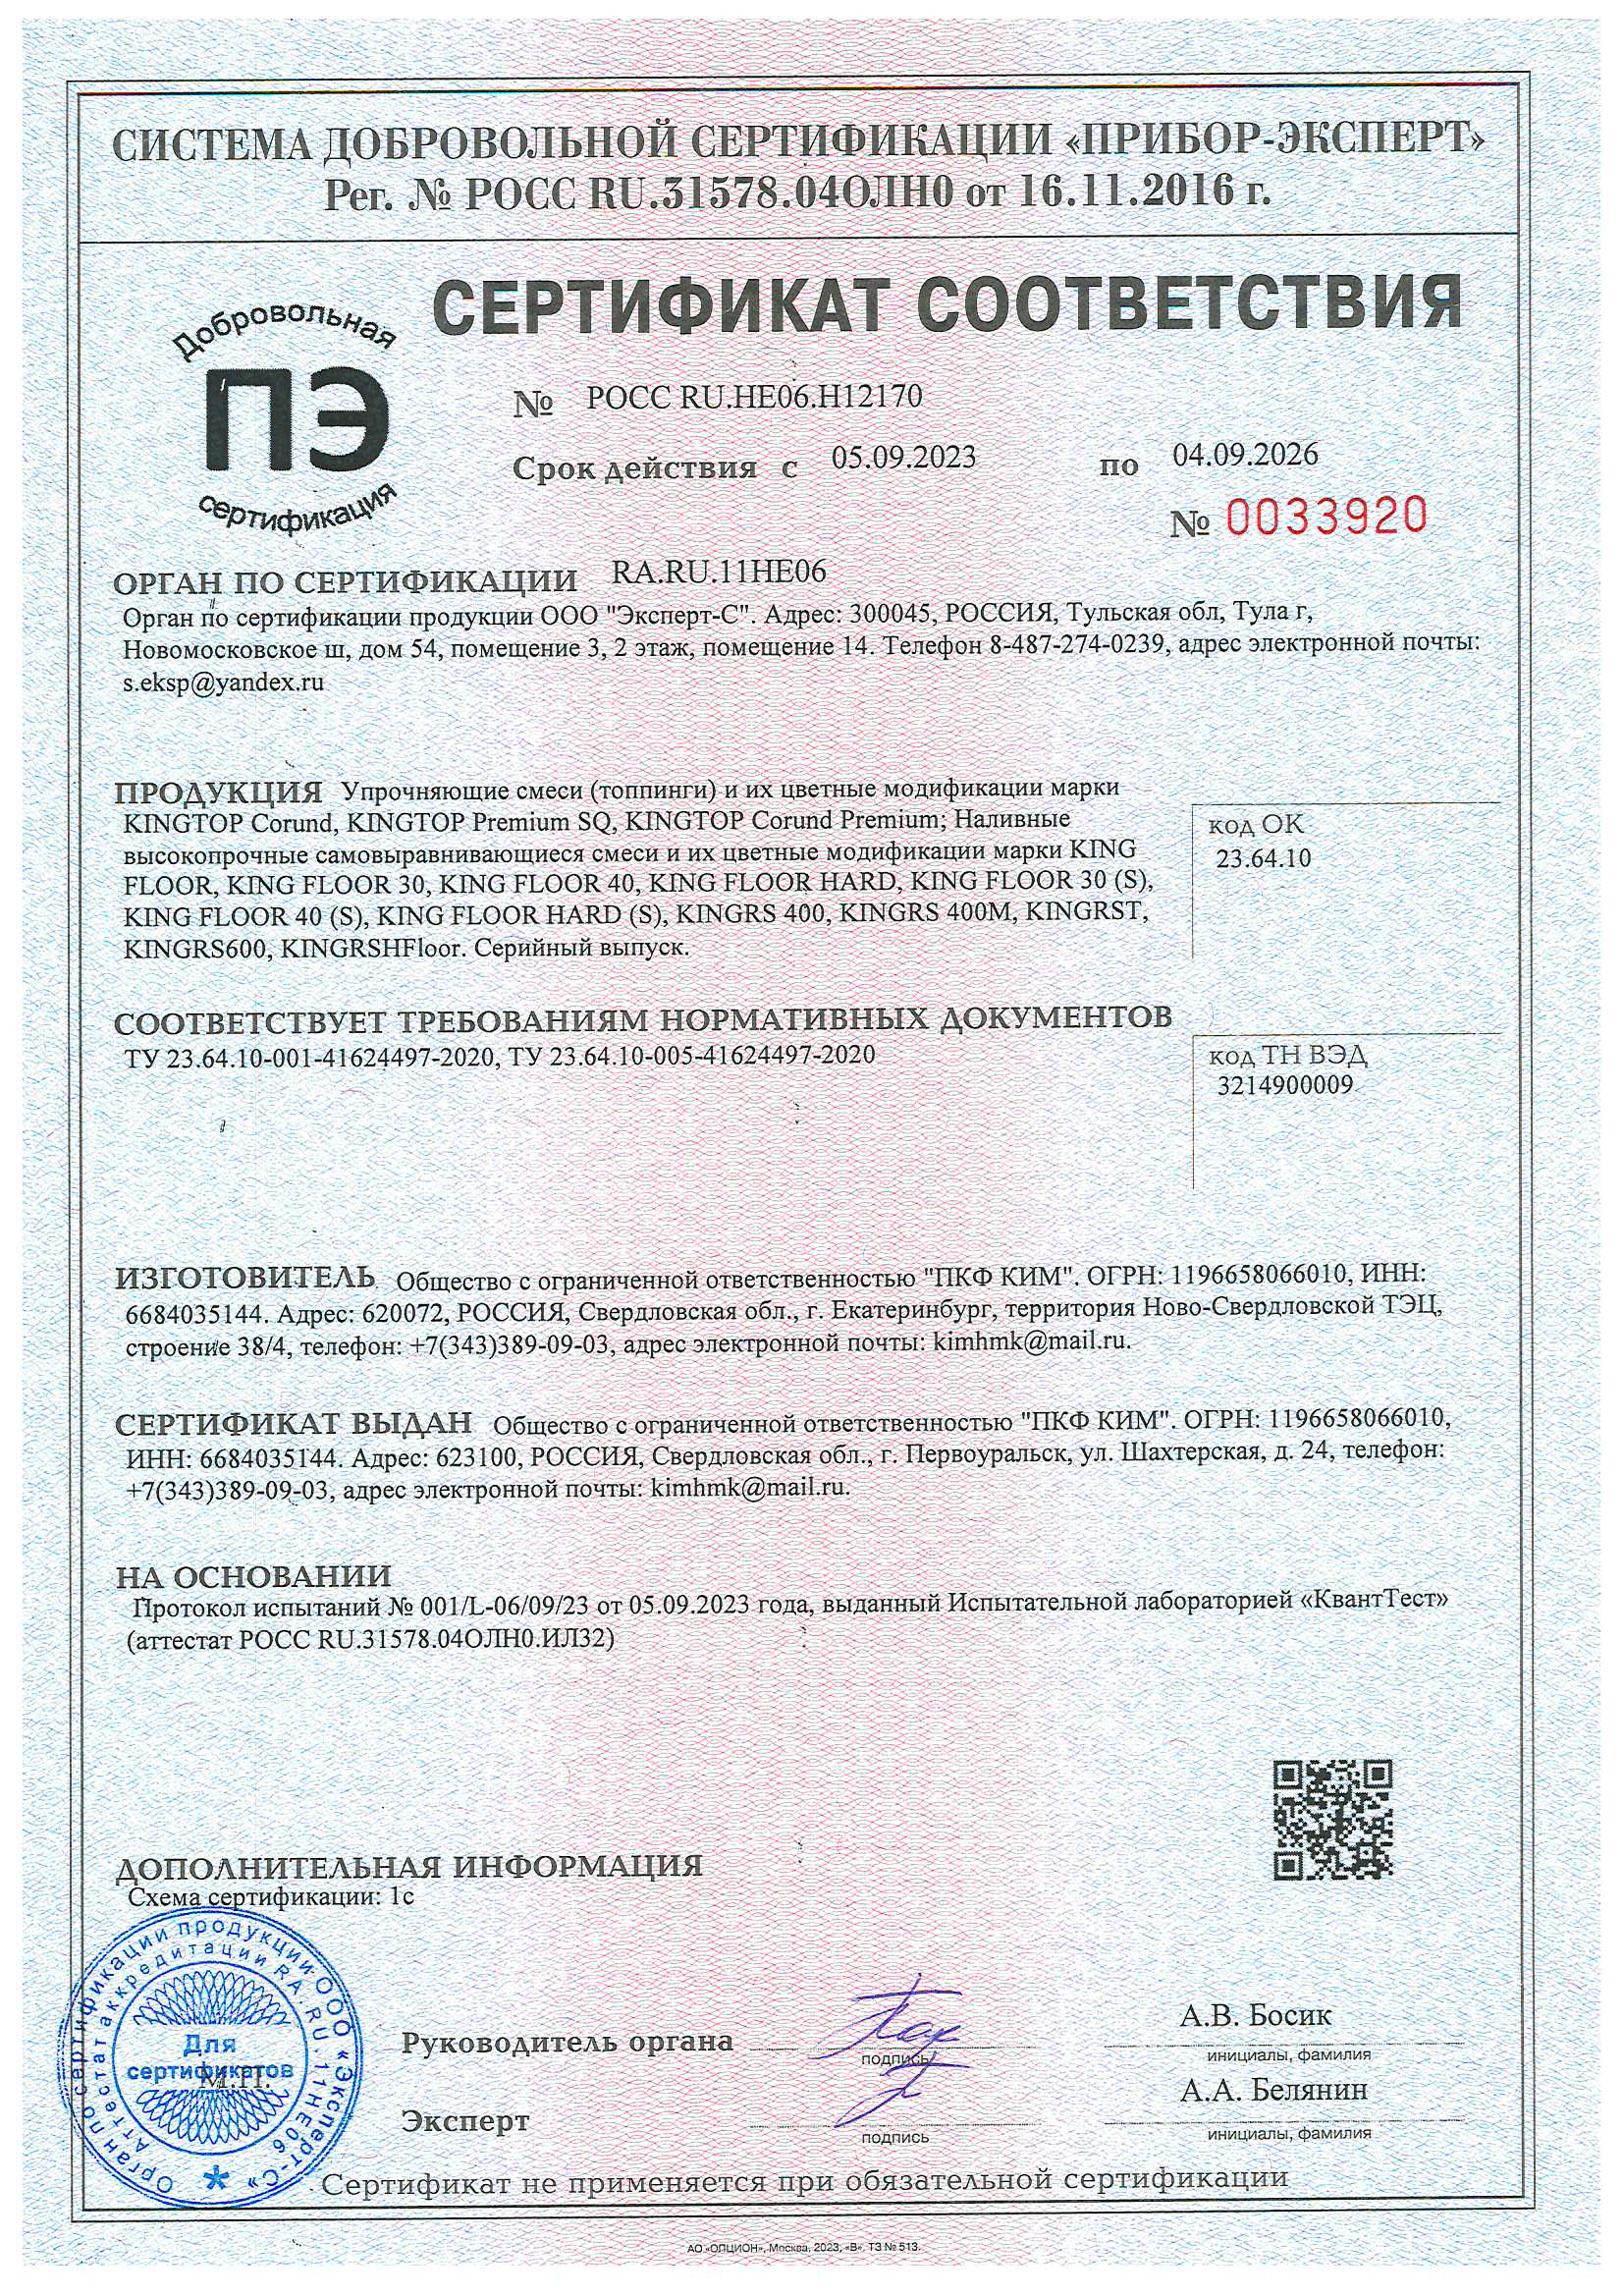 СИСТЕМА ДОБРОВОЛЬНОЙ СЕРТИФИКАЦИИ «ПРИБОР-ЭКСПЕРТ»
Рег. № РОСС RU.31578.04ОЛН0 от 16.11.2016 г.
Добровольная
ПЭ
сертификация
СЕРТИФИКАТ СООТВЕТСТВИЯ
№ РОСС RU.НЕ06.Н12170
Срок действия с 05.09.2023 по 04.09.2026
№ 0033920
ОРГАН ПО СЕРТИФИКАЦИИ RA.RU.11НЕ06
Орган по сертификации продукции ООО "Эксперт-С". Адрес: 300045, РОССИЯ, Тульская обл, Тула г,
Новомосковское ш, дом 54, помещение 3, 2 этаж, помещение 14. Телефон 8-487-274-0239, адрес электронной почты:
s.eksp@yandex.ru
ПРОДУКЦИЯ Упрочняющие смеси (топпинги) и их цветные модификации марки
KINGTOP Corund, KINGTOP Premium SQ, KINGTOP Corund Premium; Наливные
высокопрочные самовыравнивающиеся смеси и их цветные модификации марки KING
FLOOR, KING FLOOR 30, KING FLOOR 40, KING FLOOR HARD, KING FLOOR 30 (S),
KING FLOOR 40 (S), KING FLOOR HARD (S), KINGRS 400, KINGRS 400M, KINGRST,
KINGRS600, KINGRSHFloor. Серийный выпуск.
код ОК
23.64.10
СООТВЕТСТВУЕТ ТРЕБОВАНИЯМ НОРМАТИВНЫХ ДОКУМЕНТОВ
ТУ 23.64.10-001-41624497-2020, ТУ 23.64.10-005-41624497-2020
код ТН ВЭД
3214900009
ИЗГОТОВИТЕЛЬ Общество с ограниченной ответственностью "ПКФ КИМ". ОГРН: 1196658066010, ИНН:
6684035144. Адрес: 620072, РОССИЯ, Свердловская обл., г. Екатеринбург, территория Ново-Свердловской ТЭЦ,
строение 38/4, телефон: +7(343)389-09-03, адрес электронной почты: kimhmk@mail.ru.
СЕРТИФИКАТ ВЫДАН Общество с ограниченной ответственностью "ПКФ КИМ". ОГРН: 1196658066010,
ИНН: 6684035144. Адрес: 623100, РОССИЯ, Свердловская обл., г. Первоуральск, ул. Шахтерская, д. 24, телефон:
+7(343)389-09-03, адрес электронной почты: kimhmk@mail.ru.
НА ОСНОВАНИИ
Протокол испытаний № 001/L-06/09/23 от 05.09.2023 года, выданный Испытательной лабораторией «КвантТест»
(аттестат РОСС RU.31578.04ОЛН0.ИЛ32)
ДОПОЛНИТЕЛЬНАЯ ИНФОРМАЦИЯ
Схема сертификации: 1с
Орган по сертификации продукции ООО «Эксперт-С»
Аттестат аккредитации RA.RU.11НЕ06
Для
сертификатов
М.П.
Руководитель органа
подпись
А.В. Босик
инициалы, фамилия
Эксперт
подпись
А.А. Белянин
инициалы, фамилия
Сертификат не применяется при обязательной сертификации
АО «ОПЦИОН», Москва, 2023, «В». ТЗ № 513.